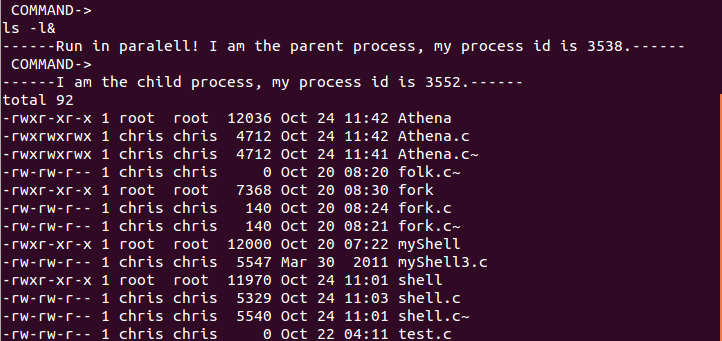 COMMAND->
ls -l&
------Run in paralell! I am the parent process, my process id is 3538.------
COMMAND->
------I am the child process, my process id is 3552.------
total 92
-rwxr-xr-x 1 root  root  12036 Oct 24 11:42 Athena
-rwxrwxrwx 1 chris chris  4712 Oct 24 11:42 Athena.c
-rwxrwxrwx 1 chris chris  4712 Oct 24 11:41 Athena.c~
-rw-rw-r-- 1 chris chris     0 Oct 20 08:20 folk.c~
-rwxr-xr-x 1 root  root   7368 Oct 20 08:30 fork
-rw-rw-r-- 1 chris chris   140 Oct 20 08:24 fork.c
-rw-rw-r-- 1 chris chris   140 Oct 20 08:21 fork.c~
-rwxr-xr-x 1 root  root  12000 Oct 20 07:22 myShell
-rw-rw-r-- 1 chris chris  5547 Mar 30  2011 myShell3.c
-rwxr-xr-x 1 root  root  11970 Oct 24 11:01 shell
-rw-rw-r-- 1 chris chris  5329 Oct 24 11:03 shell.c
-rw-rw-r-- 1 chris chris  5540 Oct 24 11:01 shell.c~
-rw-rw-r-- 1 chris chris     0 Oct 22 04:11 test.c